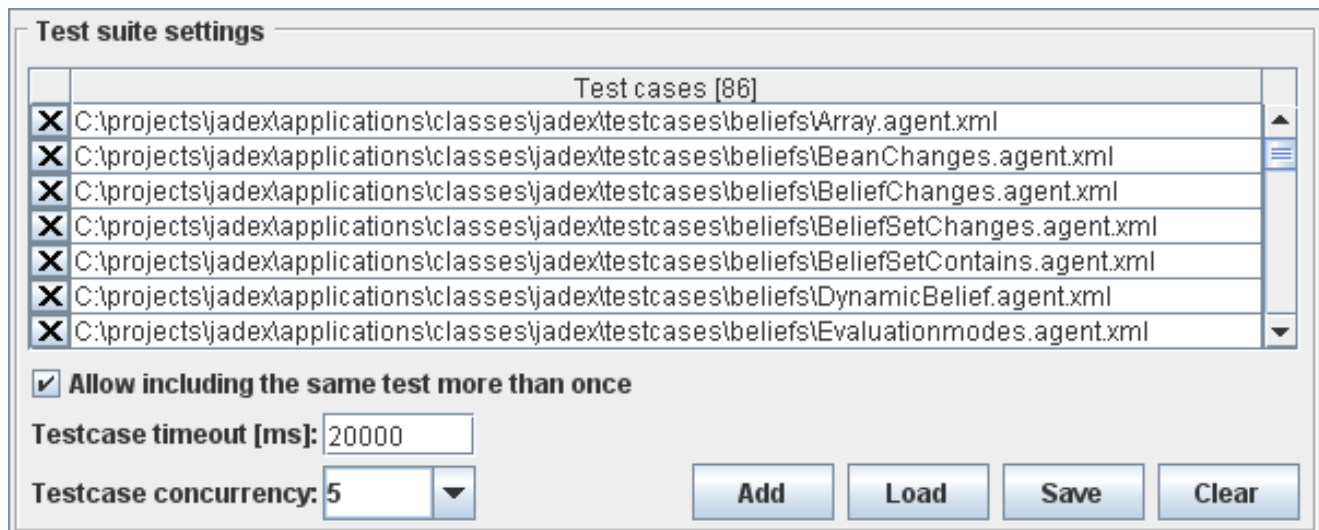 Test suite settings
Test cases [86]
X C:\projects\jadex\applications\classes\jadex\testcases\beliefs\Array.agent.xml
X C:\projects\jadex\applications\classes\jadex\testcases\beliefs\BeanChanges.agent.xml
X C:\projects\jadex\applications\classes\jadex\testcases\beliefs\BeliefChanges.agent.xml
X C:\projects\jadex\applications\classes\jadex\testcases\beliefs\BeliefSetChanges.agent.xml
X C:\projects\jadex\applications\classes\jadex\testcases\beliefs\BeliefSetContains.agent.xml
X C:\projects\jadex\applications\classes\jadex\testcases\beliefs\DynamicBelief.agent.xml
X C:\projects\jadex\applications\classes\jadex\testcases\beliefs\Evaluationmodes.agent.xml
Allow including the same test more than once
Testcase timeout [ms]: 20000
Testcase concurrency: 5 Add Load Save Clear